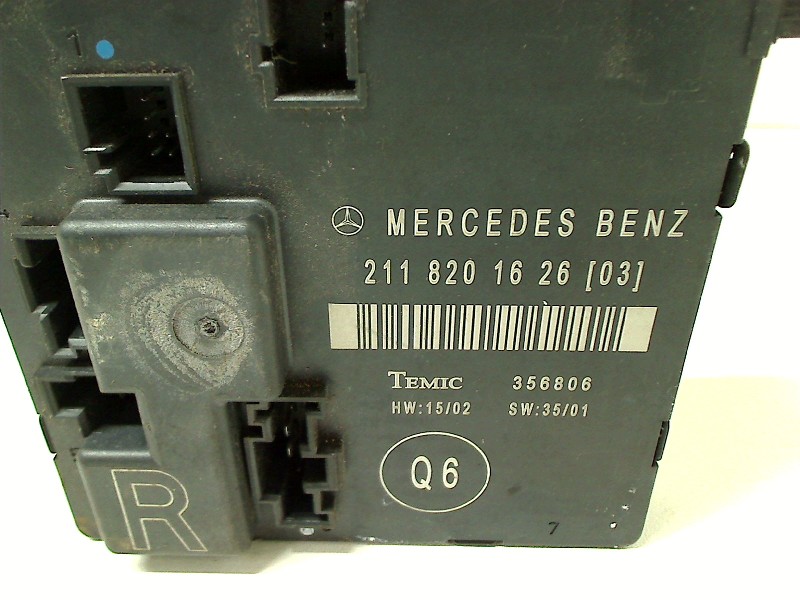 1
MERCEDES BENZ
211 820 16 26 [03]
TEMIC 356806
HW:15/02 SW:35/01
Q6
R
7